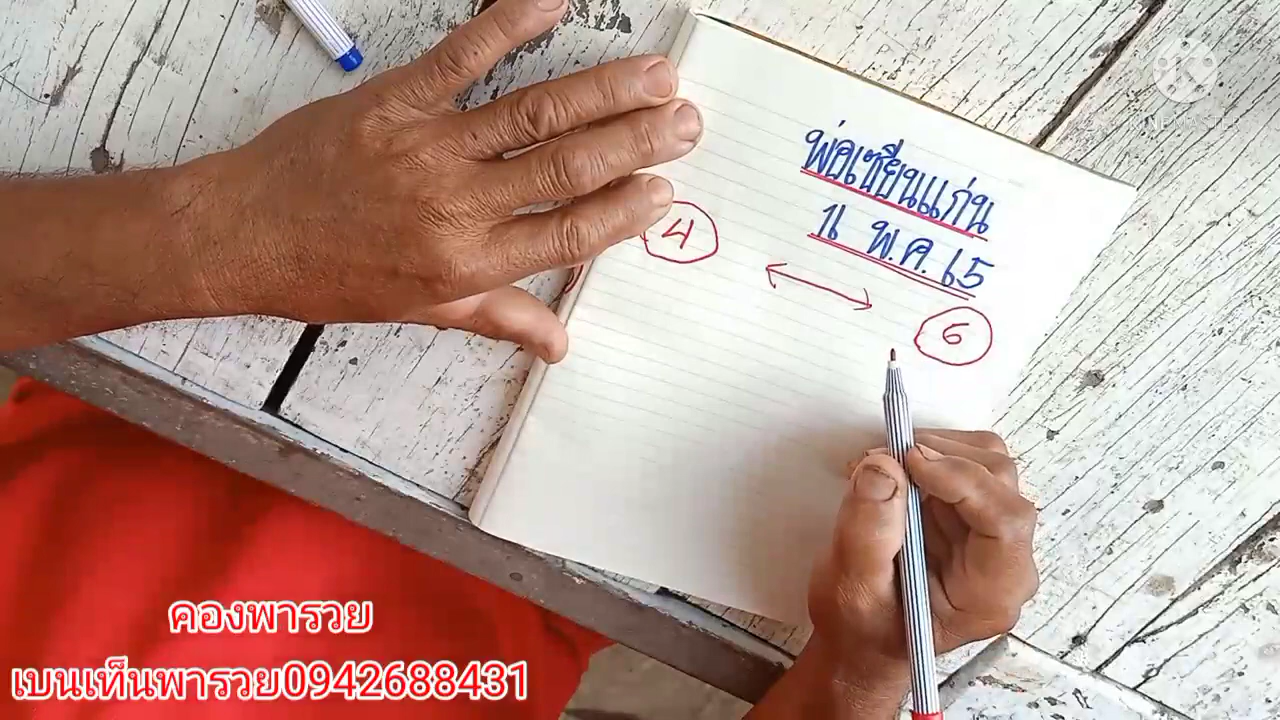 พ่อเซียนแก่น
1 พ.ค. 65
4
6
คองพารวย
เบนเท็นพารวย0942688431